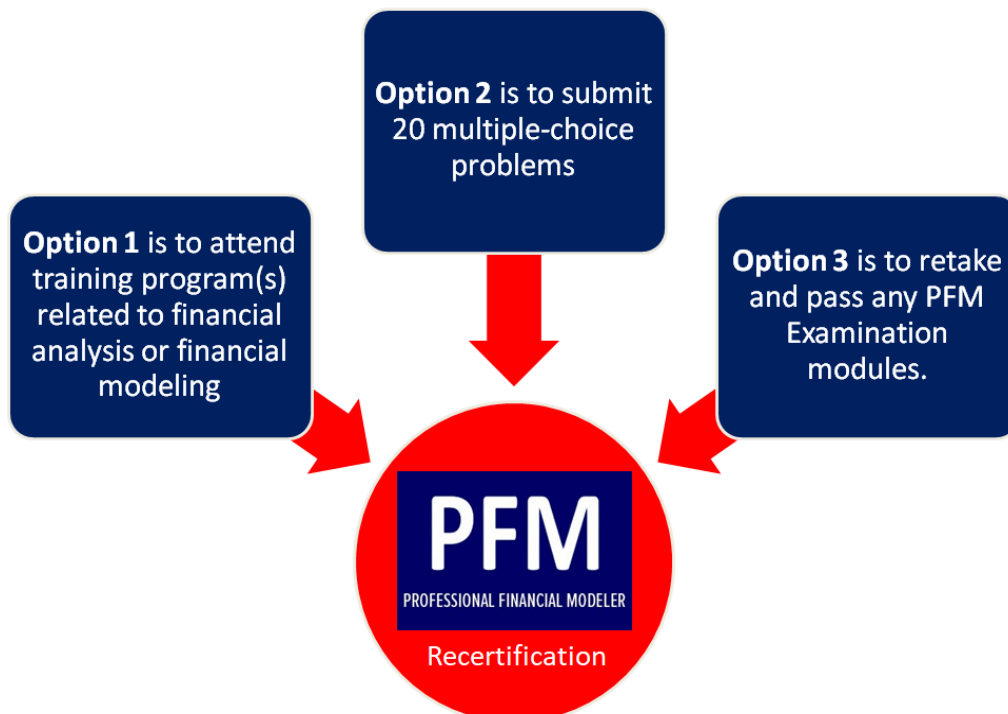 Option 1 is to attend
training program(s)
related to financial
analysis or financial
modeling
Option 2 is to submit
20 multiple-choice
problems
Option 3 is to retake
and pass any PFM
Examination
modules.
PFM
PROFESSIONAL FINANCIAL MODELER
Recertification